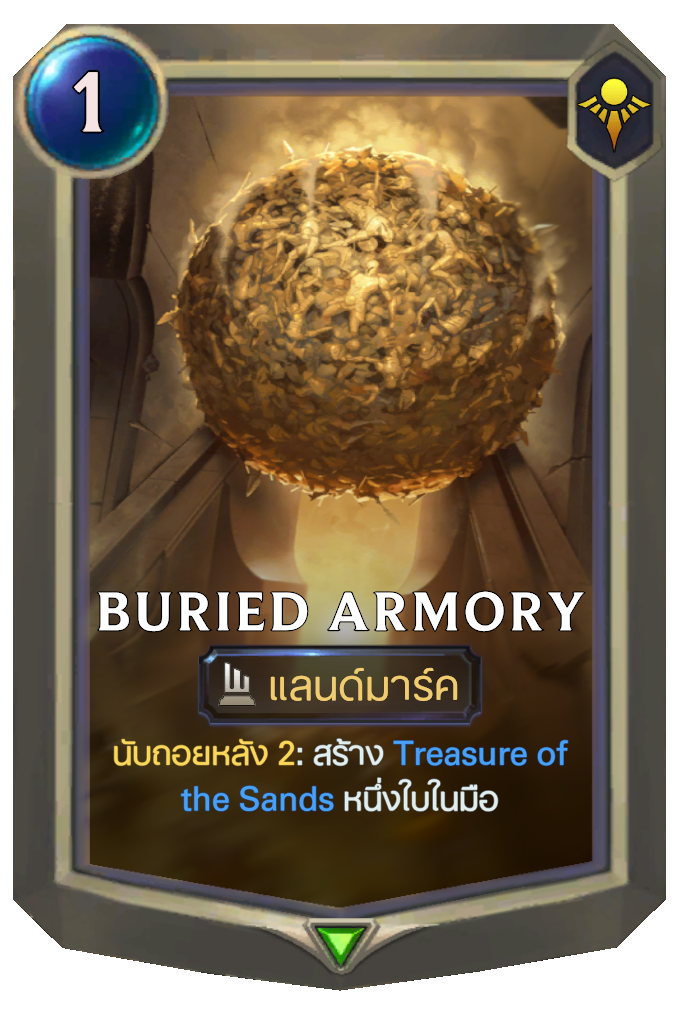 1
BURIED ARMORY
แลนด์มาร์ค
นับถอยหลัง 2: สร้าง Treasure of
the Sands หนึ่งใบในมือ